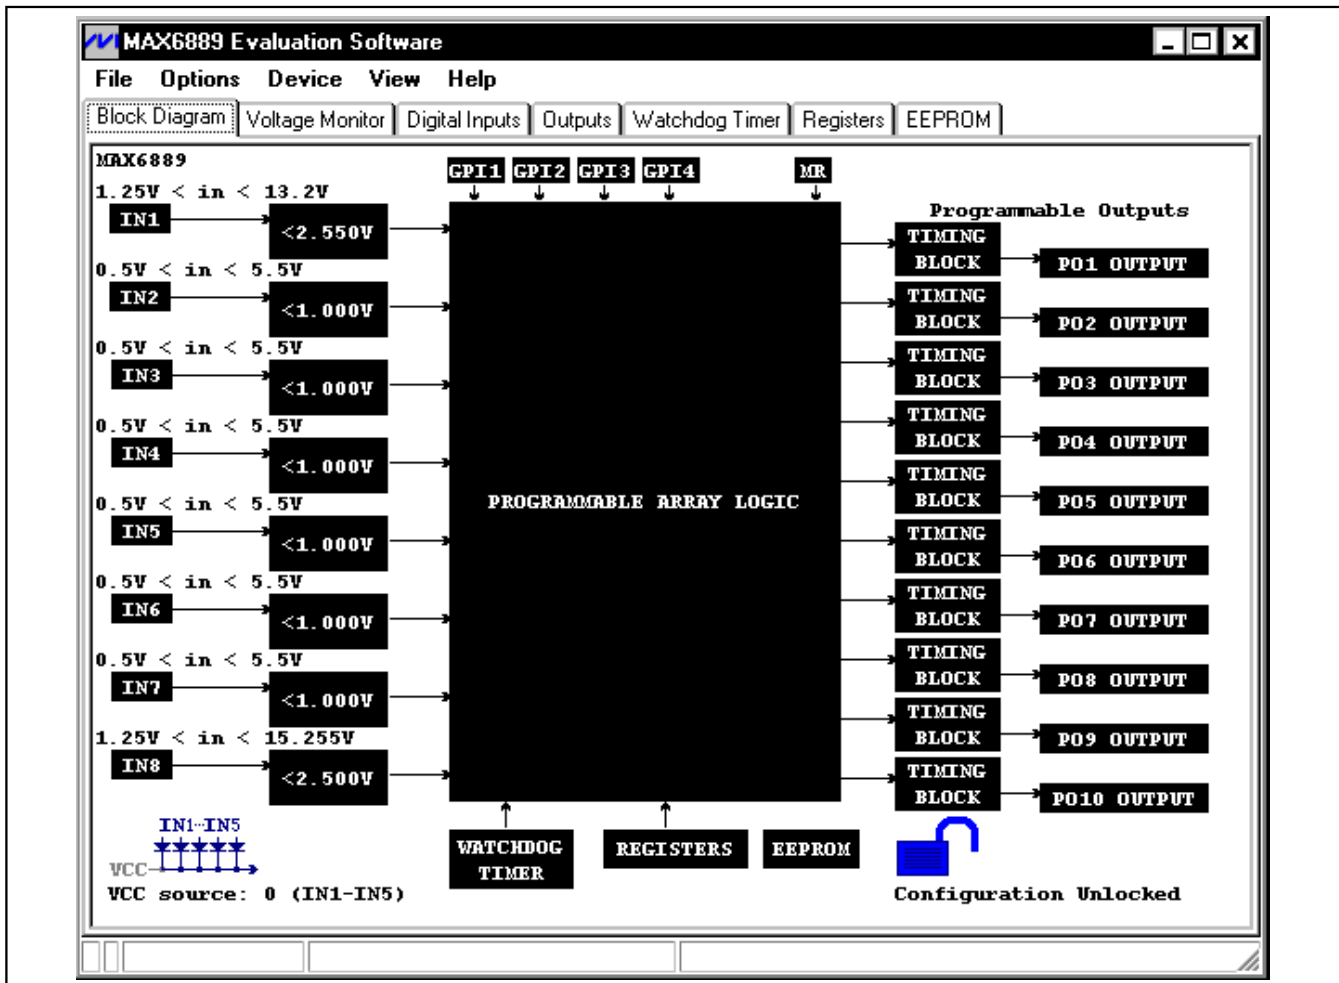 MAX6889 Evaluation Software
File Options Device View Help
Block Diagram Voltage Monitor Digital Inputs Outputs Watchdog Timer Registers EEPROM
MAX6889
GPI1 GPI2 GPI3 GPI4 MR
1.25V < in < 13.2V
IN1
<2.550V
0.5V < in < 5.5V
IN2
<1.000V
0.5V < in < 5.5V
IN3
<1.000V
0.5V < in < 5.5V
IN4
<1.000V
0.5V < in < 5.5V
IN5
<1.000V
0.5V < in < 5.5V
IN6
<1.000V
0.5V < in < 5.5V
IN7
<1.000V
1.25V < in < 15.255V
IN8
<2.500V
PROGRAMMABLE ARRAY LOGIC
Programmable Outputs
TIMING
BLOCK
PO1 OUTPUT
TIMING
BLOCK
PO2 OUTPUT
TIMING
BLOCK
PO3 OUTPUT
TIMING
BLOCK
PO4 OUTPUT
TIMING
BLOCK
PO5 OUTPUT
TIMING
BLOCK
PO6 OUTPUT
TIMING
BLOCK
PO7 OUTPUT
TIMING
BLOCK
PO8 OUTPUT
TIMING
BLOCK
PO9 OUTPUT
TIMING
BLOCK
PO10 OUTPUT
IN1-IN5
VCC
VCC source: 0 (IN1-IN5)
WATCHDOG
TIMER
REGISTERS
EEPROM
Configuration Unlocked